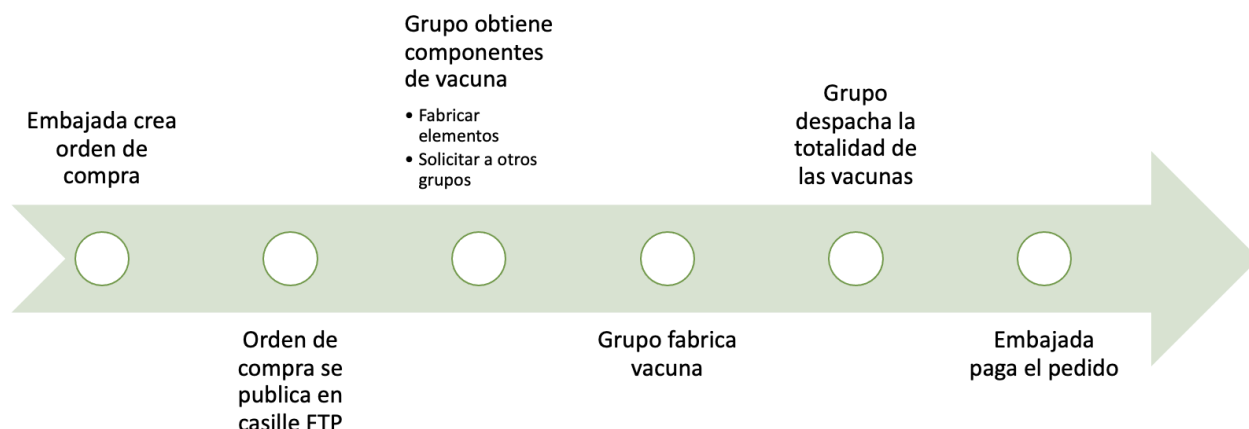 Embajada crea
orden de
compra
Orden de
compra se
publica en
casille FTP
Grupo obtiene
componentes
de vacuna
• Fabricar
elementos
• Solicitar a otros
grupos
Grupo fabrica
vacuna
Grupo
despacha la
totalidad de
las vacunas
Embajada
paga el pedido